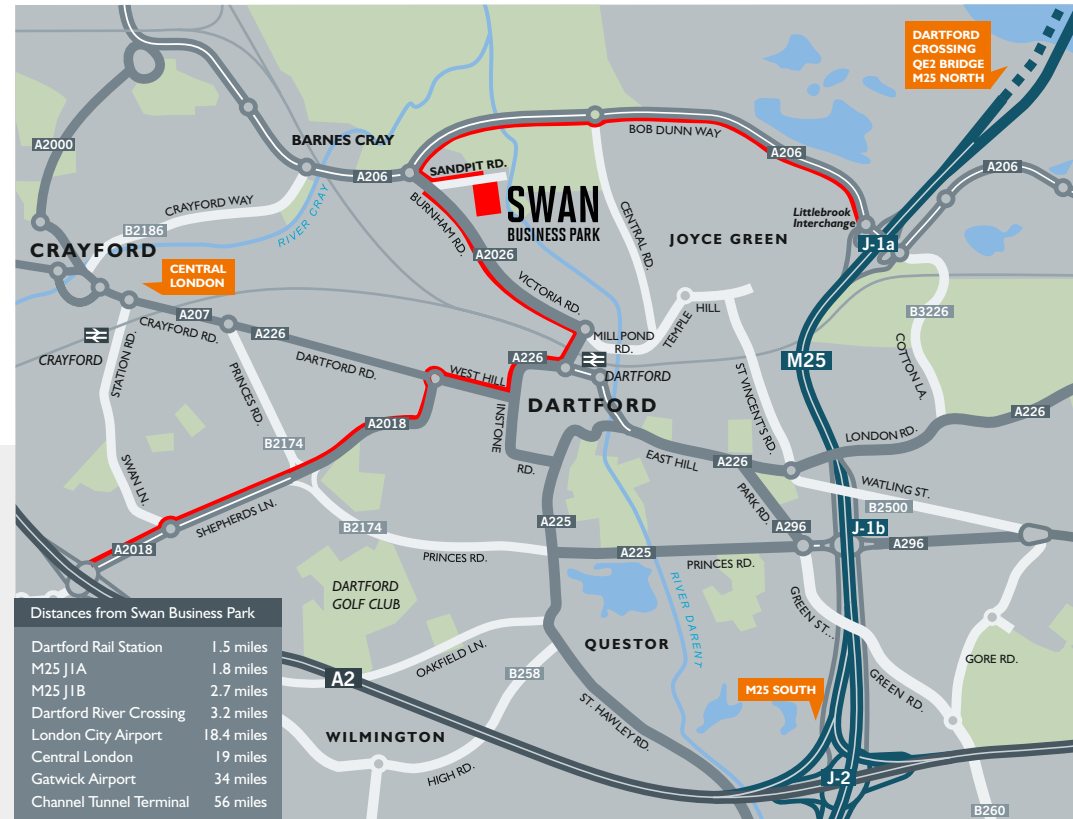 DARTFORD
CROSSING
QE2 BRIDGE
M25 NORTH
A2000
BARNES CRAY
BOB DUNN WAY
A206
SANDPIT RD.
A206
A206
CRAYFORD WAY
B2186
RIVER CRAY
BURNHAM RD.
SWAN
BUSINESS PARK
CENTRAL RD.
JOYCE GREEN
Littlebrook
Interchange
J-1a
CRAYFORD
A2026
CENTRAL
LONDON
VICTORIA RD.
A207
CRAYFORD RD.
A226
MILL POND
RD.
TEMPLE
HILL
B3226
COTTON LA.
CRAYFORD
STATION RD.
DARTFORD RD.
PRINCES RD.
A226
WEST HILL
DARTFORD
M25
ST VINCENT'S RD.
DARTFORD
INSTONE
RD.
A2018
B2174
A226
LONDON RD.
EAST HILL
A226
SWAN LN.
SHEPHERDS LN.
PARK RD.
WATLING ST.
B2500
A2018
B2174
PRINCES RD.
A225
A225
PRINCES RD.
A296
J-1b
A296
DARTFORD
GOLF CLUB
RIVER DARENT
GREEN ST...
QUESTOR
OAKFIELD LN.
B258
GORE RD.
GREEN RD.
A2
M25 SOUTH
ST. HAWLEY RD.
WILMINGTON
HIGH RD.
J-2
B260
Distances from Swan Business Park
Dartford Rail Station 1.5 miles
M25 J1A 1.8 miles
M25 J1B 2.7 miles
Dartford River Crossing 3.2 miles
London City Airport 18.4 miles
Central London 19 miles
Gatwick Airport 34 miles
Channel Tunnel Terminal 56 miles